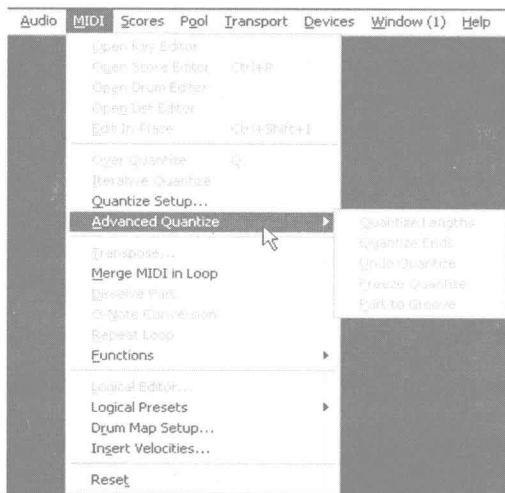 Audio MIDI Scores Pool Transport Devices Window (1) Help
Open Key Editor
Open Score Editor Ctrl+R
Open Drum Editor
Open List Editor
Edit In-Place Ctrl+Shift+I
Over Quantize Q
Iterative Quantize
Quantize Setup...
Advanced Quantize
Quantize Lengths
Quantize Ends
Undo Quantize
Freeze Quantize
Part to Groove
Transpose...
Merge MIDI in Loop
Dissolve Part
O-Note Conversion
Repeat Loop
Functions
Logical Editor...
Logical Presets
Drum Map Setup...
Insert Velocities...
Reset